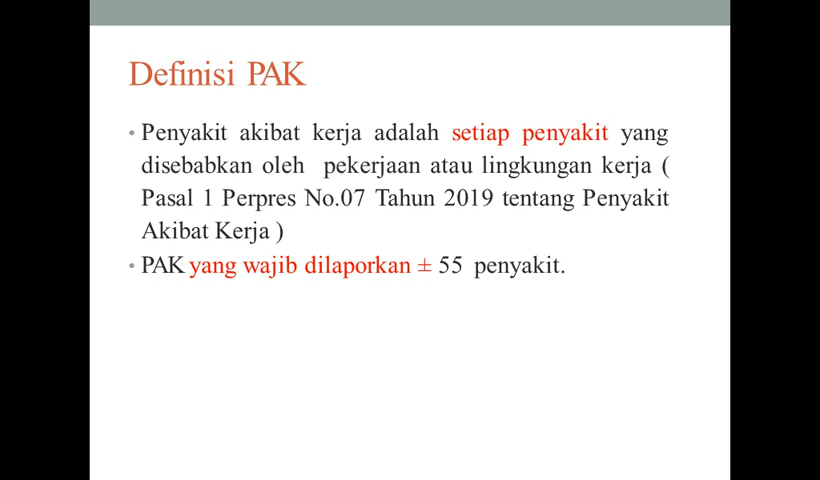 Definisi PAK
• Penyakit akibat kerja adalah setiap penyakit yang
disebabkan oleh pekerjaan atau lingkungan kerja (
Pasal 1 Perpres No.07 Tahun 2019 tentang Penyakit
Akibat Kerja )
• PAK yang wajib dilaporkan ± 55 penyakit.